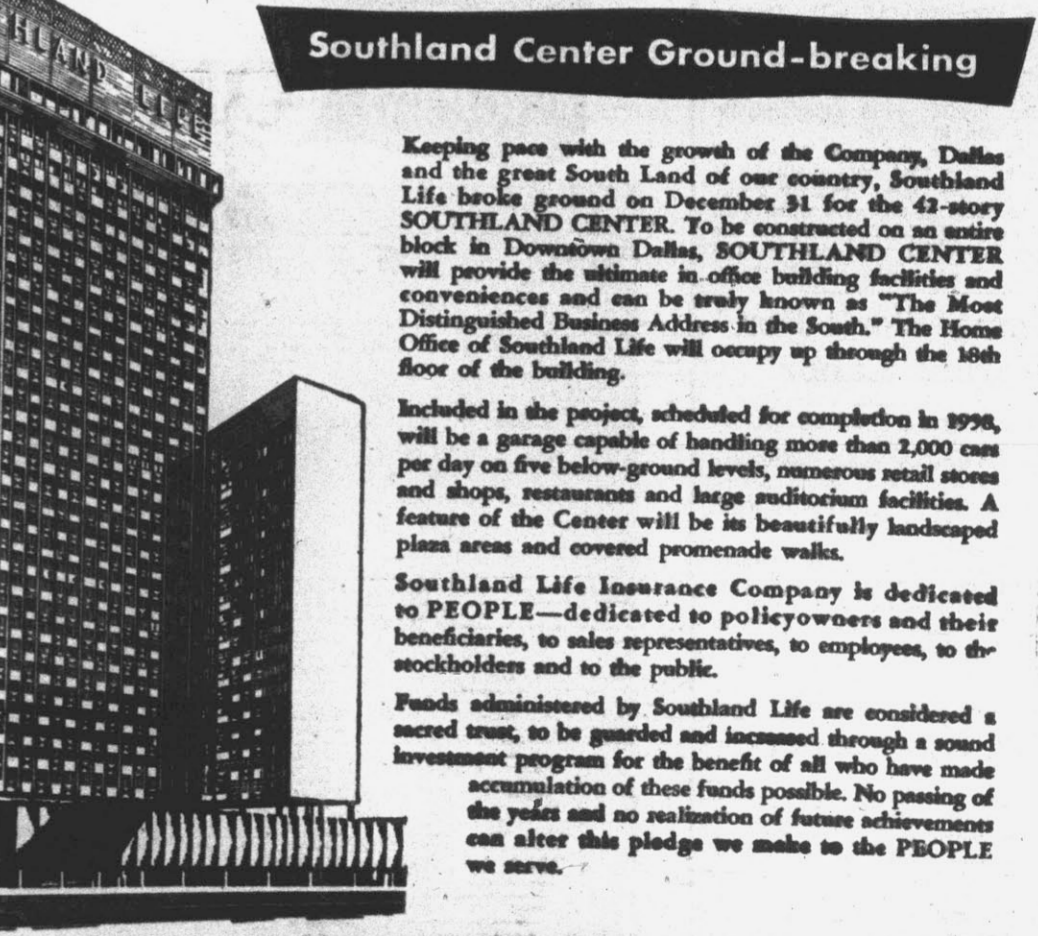 HLAND LIFE
Southland Center Ground-breaking
Keeping pace with the growth of the Company, Dallas
and the great South Land of our country, Southland
Life broke ground on December 31 for the 42-story
SOUTHLAND CENTER. To be constructed on an entire
block in Downtown Dallas, SOUTHLAND CENTER
will provide the ultimate in office building facilities and
conveniences and can be truly known as "The Most
Distinguished Business Address in the South." The Home
Office of Southland Life will occupy up through the 18th
floor of the building.
Included in the project, scheduled for completion in 1958,
will be a garage capable of handling more than 2,000 cars
per day on five below-ground levels, numerous retail stores
and shops, restaurants and large auditorium facilities. A
feature of the Center will be its beautifully landscaped
plaza areas and covered promenade walks.
Southland Life Insurance Company is dedicated
to PEOPLE—dedicated to policyowners and their
beneficiaries, to sales representatives, to employees, to the
stockholders and to the public.
Funds administered by Southland Life are considered a
sacred trust, to be guarded and increased through a sound
investment program for the benefit of all who have made
accumulation of these funds possible. No passing of
the years and no realization of future achievements
can alter this pledge we make to the PEOPLE
we serve.